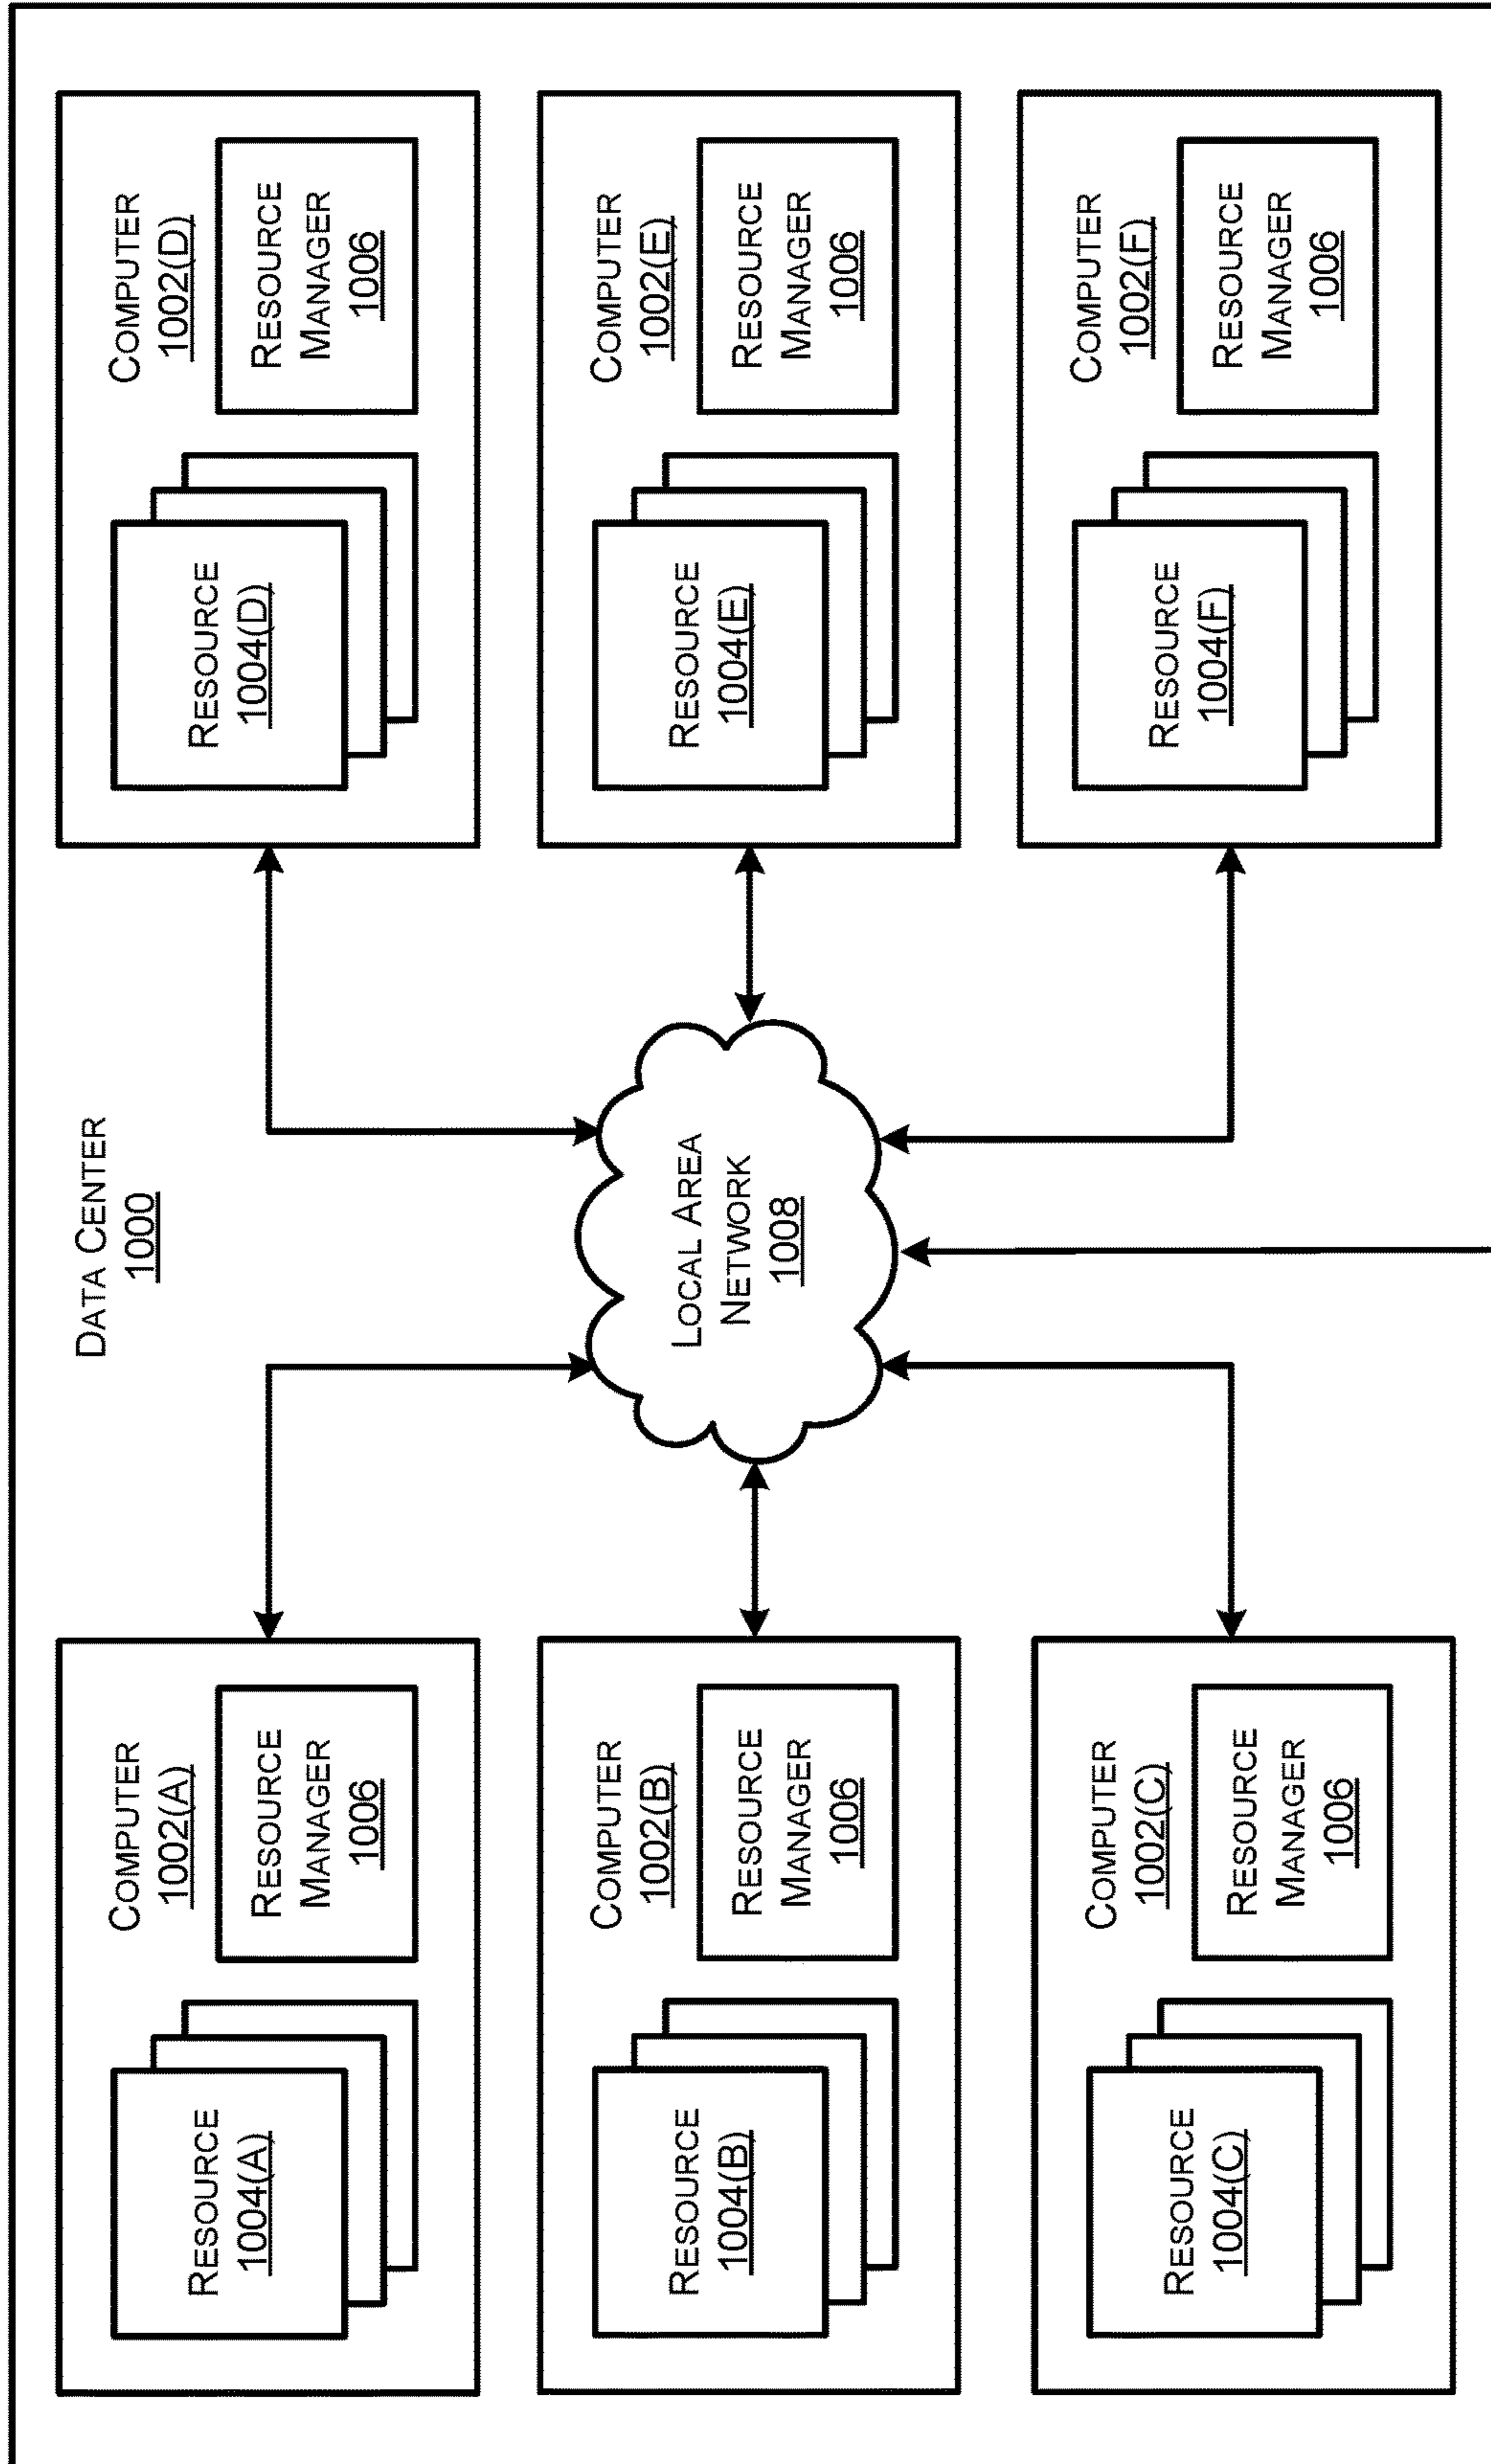 DATA CENTER
1000
COMPUTER
1002(A)
RESOURCE
1004(A)
RESOURCE
MANAGER
1006
COMPUTER
1002(B)
RESOURCE
1004(B)
RESOURCE
MANAGER
1006
COMPUTER
1002(C)
RESOURCE
1004(C)
RESOURCE
MANAGER
1006
LOCAL AREA
NETWORK
1008
COMPUTER
1002(D)
RESOURCE
1004(D)
RESOURCE
MANAGER
1006
COMPUTER
1002(E)
RESOURCE
1004(E)
RESOURCE
MANAGER
1006
COMPUTER
1002(F)
RESOURCE
1004(F)
RESOURCE
MANAGER
1006